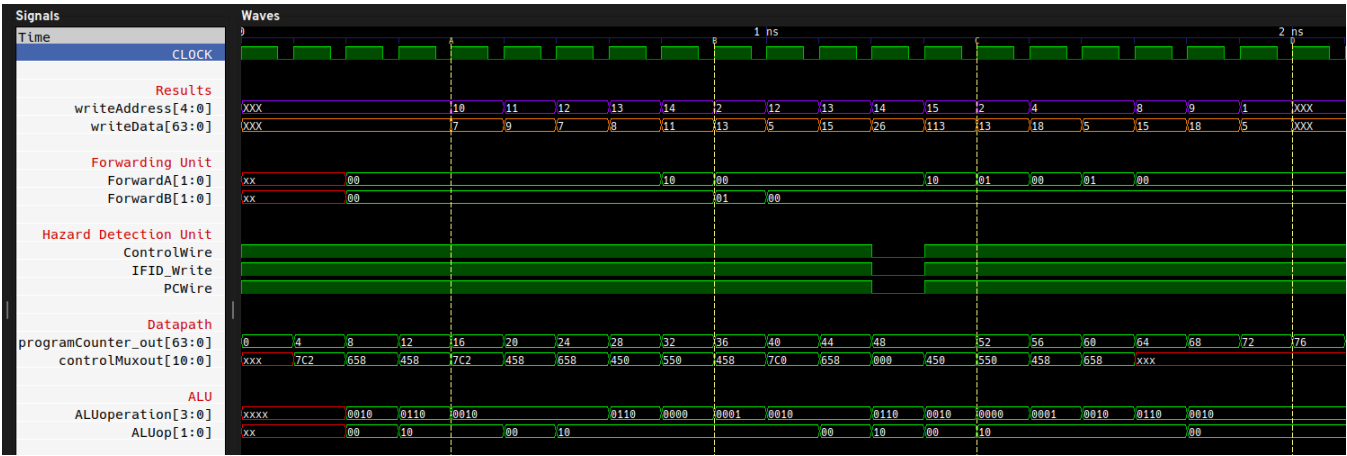 Signals Waves
Time 0 1 ns 2 ns
CLOCK A B C D
Results
writeAddress[4:0] XXX 10 11 12 13 14 2 12 13 14 15 2 4 8 9 1 XXX
writeData[63:0] XXX 7 9 7 8 11 13 5 15 26 113 13 18 5 15 18 5 XXX
Forwarding Unit
ForwardA[1:0] xx 00 10 00 10 01 00 01 00
ForwardB[1:0] xx 00 01 00
Hazard Detection Unit
ControlWire
IFID_Write
PCWire
Datapath
programCounter_out[63:0] 0 4 8 12 16 20 24 28 32 36 40 44 48 52 56 60 64 68 72 76
controlMuxout[10:0] xxx 7C2 658 458 7C2 458 658 450 550 458 7C0 658 000 450 550 458 658 xxx
ALU
ALUoperation[3:0] xxxx 0010 0110 0010 0110 0000 0001 0010 0110 0010 0000 0001 0010 0110 0010
ALUop[1:0] xx 00 10 00 10 00 10 00 10 00